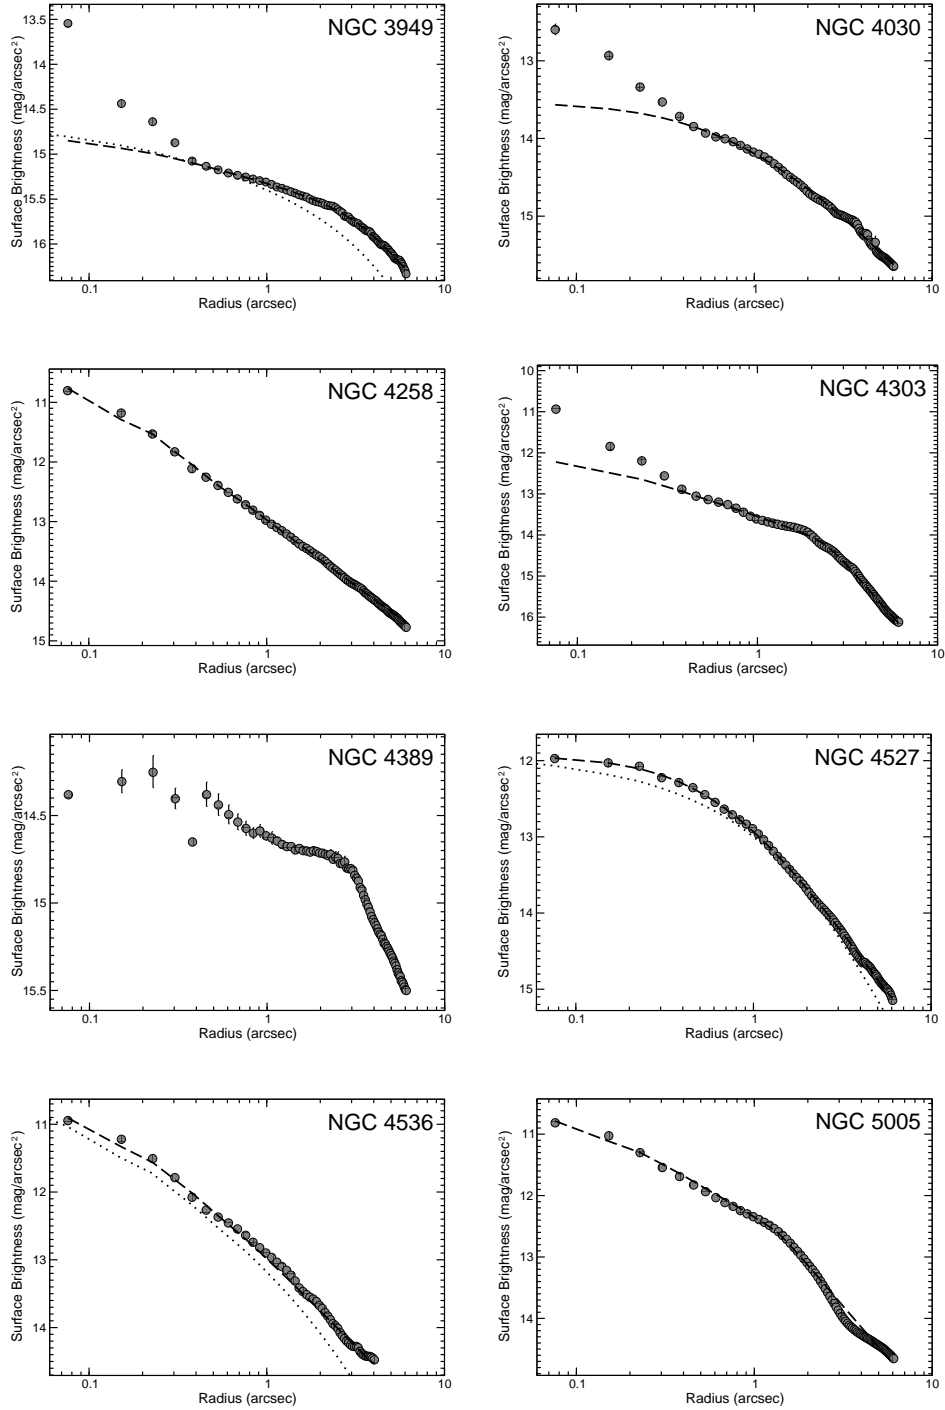 NGC 3949
13.5
14
14.5
15
15.5
16
Surface Brightness (mag/arcsec²)
0.1
1
10
Radius (arcsec)
NGC 4030
13
14
15
Surface Brightness (mag/arcsec²)
0.1
1
10
Radius (arcsec)
NGC 4258
11
12
13
14
15
Surface Brightness (mag/arcsec²)
0.1
1
10
Radius (arcsec)
NGC 4303
10
11
12
13
14
15
16
Surface Brightness (mag/arcsec²)
0.1
1
10
Radius (arcsec)
NGC 4389
14.5
15
15.5
Surface Brightness (mag/arcsec²)
0.1
1
10
Radius (arcsec)
NGC 4527
12
13
14
15
Surface Brightness (mag/arcsec²)
0.1
1
10
Radius (arcsec)
NGC 4536
11
12
13
14
Surface Brightness (mag/arcsec²)
0.1
1
10
Radius (arcsec)
NGC 5005
11
12
13
14
15
Surface Brightness (mag/arcsec²)
0.1
1
10
Radius (arcsec)